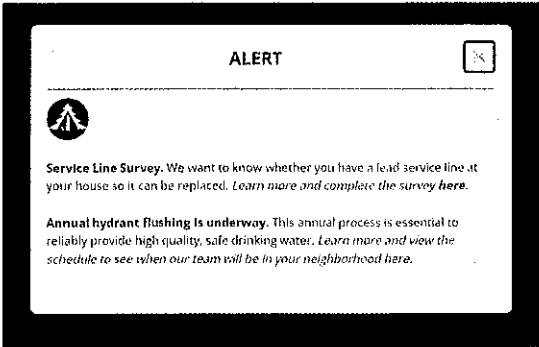 ALERT
Service Line Survey. We want to know whether you have a lead service line at
your house so it can be replaced. Learn more and complete the survey here.
Annual hydrant flushing is underway. This annual process is essential to
reliably provide high quality, safe drinking water. Learn more and view the
schedule to see when our team will be in your neighborhood here.